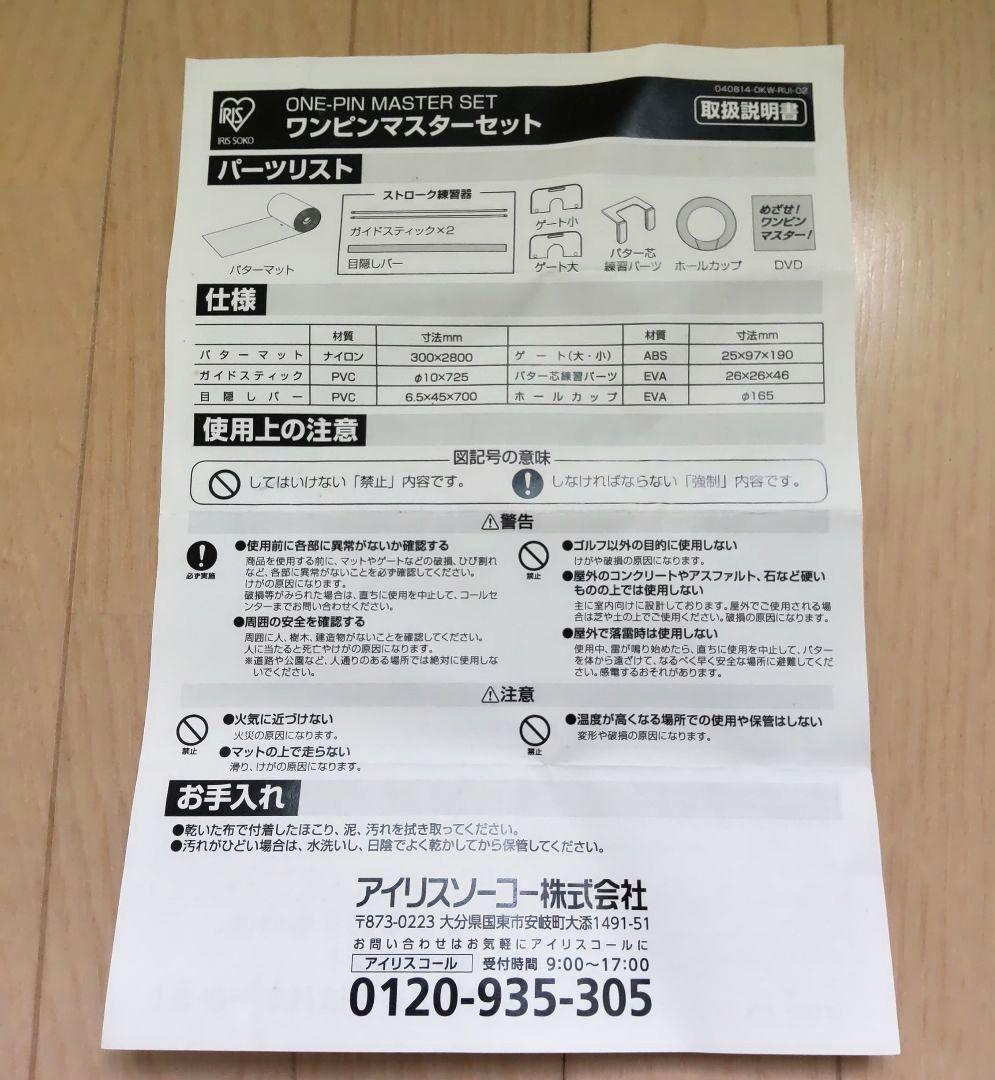 040814-OKW-RUI-02
IRIS
IRIS SOKO
ONE-PIN MASTER SET
ワンピンマスターセット
取扱説明書
パーツリスト
パターマット
ストローク練習器
ガイドスティック×2
目隠しバー
ゲート小
ゲート大
パター芯
練習パーツ
ホールカップ
めざせ!
ワンピン
マスター!
DVD
仕様
材質 寸法mm 材質 寸法mm
パターマット ナイロン 300×2800 ゲート(大・小) ABS 25×97×190
ガイドスティック PVC φ10×725 パター芯練習パーツ EVA 26×26×46
目隠しバー PVC 6.5×45×700 ホールカップ EVA φ165
使用上の注意
図記号の意味
してはいけない「禁止」内容です。 しなければならない「強制」内容です。
⚠警告
必ず実施
●使用前に各部に異常がないか確認する
商品を使用する前に、マットやゲートなどの破損、ひび割れ
など、各部に異常がないことを必ず確認してください。
けがの原因になります。
破損等がみられた場合は、直ちに使用を中止して、コールセ
ンターまでお問い合わせください。
●周囲の安全を確認する
周囲に人、樹木、建造物がないことを確認してください。
人に当たると死亡やけがの原因になります。
※道路や公園など、人通りのある場所では絶対に使用しな
いでください。
禁止
●ゴルフ以外の目的に使用しない
けがや破損の原因になります。
●屋外のコンクリートやアスファルト、石など硬い
ものの上では使用しない
主に室内向けに設計しております。屋外でご使用される場
合は芝や土の上でご使用ください。破損の原因になります。
●屋外で落雷時は使用しない
使用中、雷が鳴り始めたら、直ちに使用を中止して、パター
を体から遠ざけて、なるべく早く安全な場所に避難してくだ
さい。感電するおそれがあります。
⚠注意
禁止
●火気に近づけない
火災の原因になります。
●マットの上で走らない
滑り、けがの原因になります。
禁止
●温度が高くなる場所での使用や保管はしない
変形や破損の原因になります。
お手入れ
●乾いた布で付着したほこり、泥、汚れを拭き取ってください。
●汚れがひどい場合は、水洗いし、日陰でよく乾かしてから保管してください。
アイリスソーコー株式会社
〒873-0223 大分県国東市安岐町大添1491-51
お問い合わせはお気軽にアイリスコールに
アイリスコール 受付時間 9:00〜17:00
0120-935-305